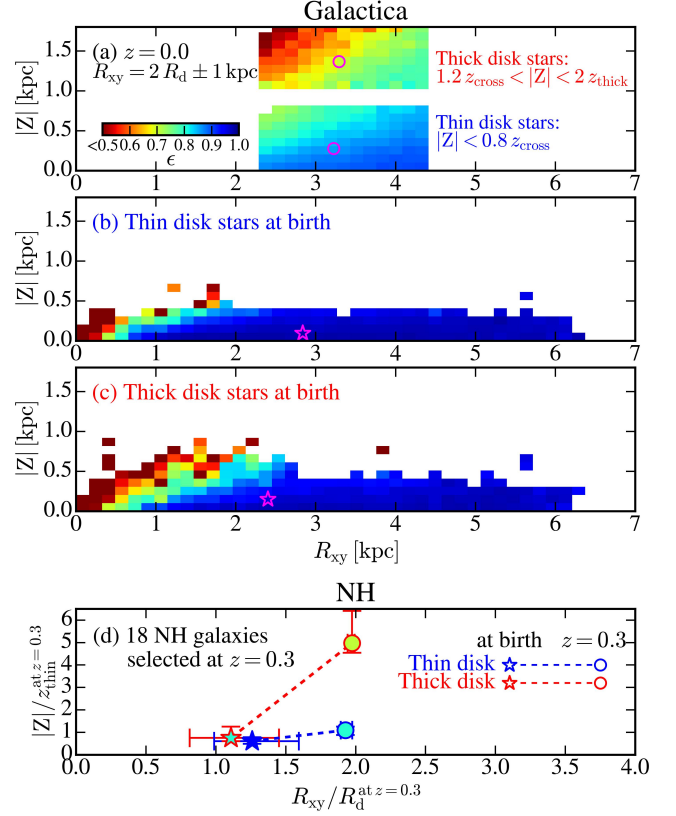 Galactica
(a) z = 0.0
R_xy = 2 R_d ± 1 kpc
Thick disk stars:
1.2 z_cross < |Z| < 2 z_thick
Thin disk stars:
|Z| < 0.8 z_cross
<0.5 0.6 0.7 0.8 0.9 1.0
ϵ
|Z| [kpc]
1.5
1.0
0.5
0.0
0 1 2 3 4 5 6 7
(b) Thin disk stars at birth
|Z| [kpc]
1.5
1.0
0.5
0.0
0 1 2 3 4 5 6 7
(c) Thick disk stars at birth
|Z| [kpc]
1.5
1.0
0.5
0.0
0 1 2 3 4 5 6 7
R_xy [kpc]
NH
(d) 18 NH galaxies
selected at z = 0.3
at birth z = 0.3
Thin disk
Thick disk
|Z|/z_thin^{at z = 0.3}
6
5
4
3
2
1
0
0.0 0.5 1.0 1.5 2.0 2.5 3.0 3.5 4.0
R_xy/R_d^{at z = 0.3}